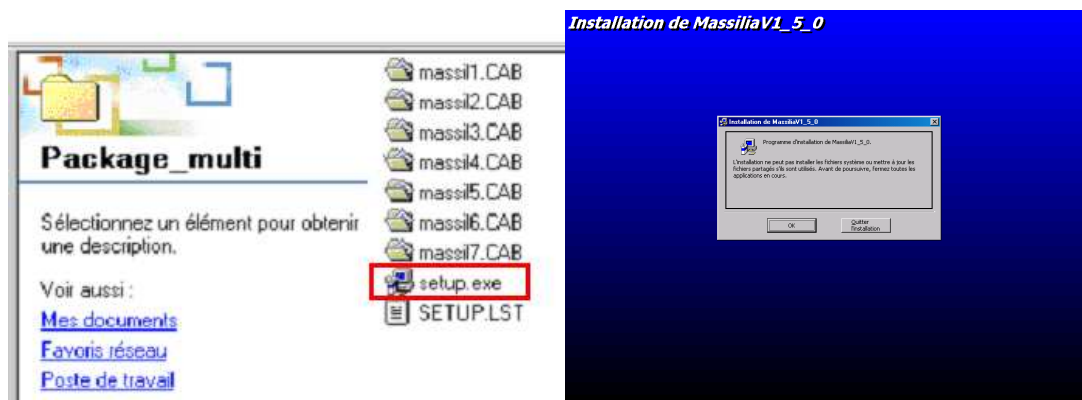 Package_multi
Sélectionnez un élément pour obtenir
une description.
Voir aussi :
Mes documents
Favoris réseau
Poste de travail
massil1.CAB
massil2.CAB
massil3.CAB
massil4.CAB
massil5.CAB
massil6.CAB
massil7.CAB
setup.exe
SETUP.LST
Installation de MassiliaV1_5_0
Installation de MassiliaV1_5_0
Programme d'installation de MassiliaV1_5_0.
L'installation ne peut pas installer les fichiers système ou mettre à jour les
fichiers partagés s'ils sont utilisés. Avant de poursuivre, fermez toutes les
applications en cours.
OK
Quitter
l'installation